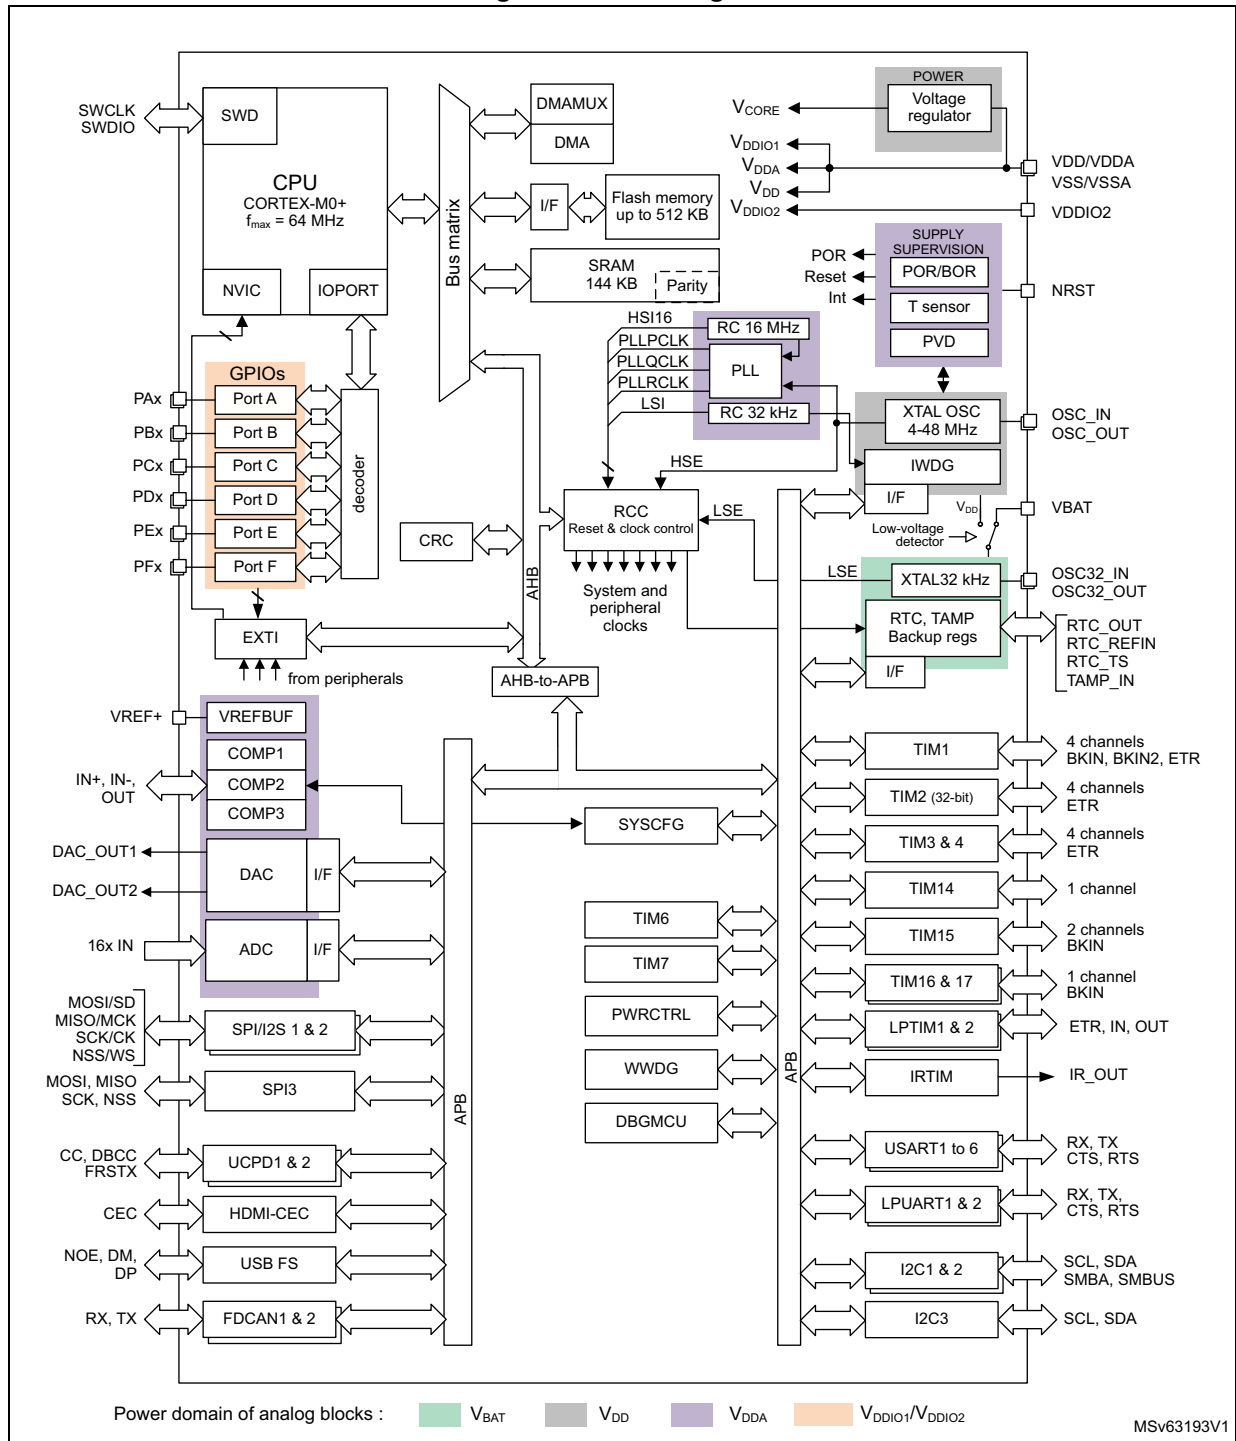 POWER
Voltage
regulator
VCORE
VDDIO1
VDDA
VDD
VDDIO2
VDD/VDDA
VSS/VSSA
VDDIO2
SWCLK
SWDIO
SWD
CPU
CORTEX-M0+
fmax = 64 MHz
NVIC
IOPORT
Bus matrix
DMAMUX
DMA
I/F
Flash memory
up to 512 KB
SRAM
144 KB
Parity
SUPPLY
SUPERVISION
POR/BOR
T sensor
PVD
POR
Reset
Int
NRST
HSI16
PLLPCLK
PLLQCLK
PLLRCLK
LSI
RC 16 MHz
PLL
RC 32 kHz
XTAL OSC
4-48 MHz
IWDG
I/F
OSC_IN
OSC_OUT
HSE
GPIOs
PAx
Port A
PBx
Port B
PCx
Port C
PDx
Port D
PEx
Port E
PFx
Port F
decoder
CRC
AHB
RCC
Reset & clock control
LSE
System and
peripheral
clocks
VDD
Low-voltage
detector
VBAT
LSE
XTAL32 kHz
OSC32_IN
OSC32_OUT
RTC, TAMP
Backup regs
I/F
RTC_OUT
RTC_REFIN
RTC_TS
TAMP_IN
EXTI
from peripherals
AHB-to-APB
VREF+
VREFBUF
COMP1
COMP2
COMP3
IN+, IN-,
OUT
DAC_OUT1
DAC_OUT2
DAC
I/F
16x IN
ADC
I/F
MOSI/SD
MISO/MCK
SCK/CK
NSS/WS
SPI/I2S 1 & 2
MOSI, MISO
SCK, NSS
SPI3
CC, DBCC
FRSTX
UCPD1 & 2
CEC
HDMI-CEC
NOE, DM,
DP
USB FS
RX, TX
FDCAN1 & 2
APB
SYSCFG
TIM6
TIM7
PWRCTRL
WWDG
DBGMCU
APB
TIM1
4 channels
BKIN, BKIN2, ETR
TIM2 (32-bit)
4 channels
ETR
TIM3 & 4
4 channels
ETR
TIM14
1 channel
TIM15
2 channels
BKIN
TIM16 & 17
1 channel
BKIN
LPTIM1 & 2
ETR, IN, OUT
IRTIM
IR_OUT
USART1 to 6
RX, TX
CTS, RTS
LPUART1 & 2
RX, TX,
CTS, RTS
I2C1 & 2
SCL, SDA
SMBA, SMBUS
I2C3
SCL, SDA
Power domain of analog blocks :
VBAT
VDD
VDDA
VDDIO1/VDDIO2
MSv63193V1